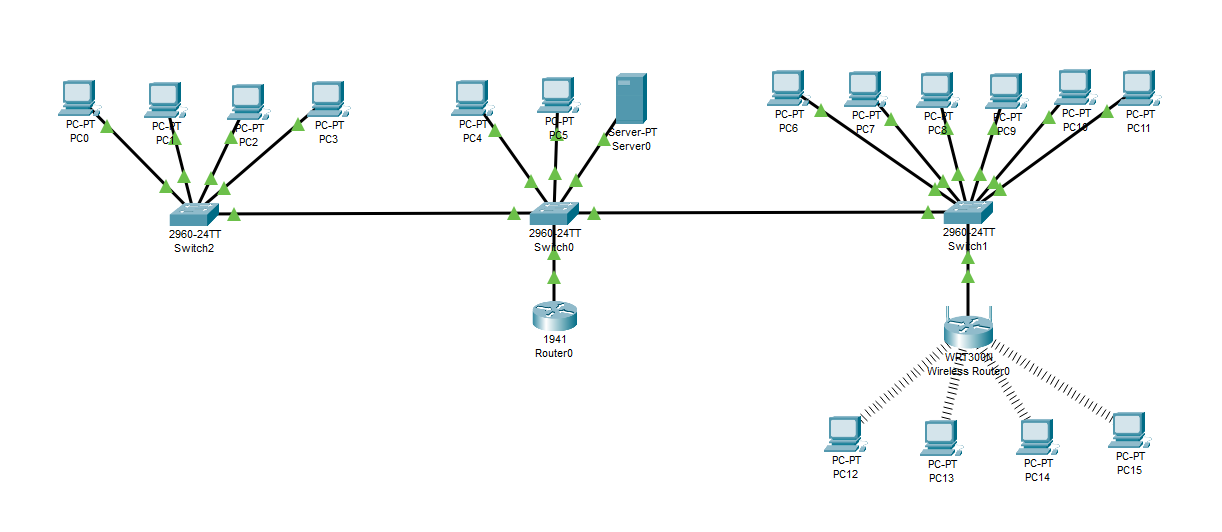 PC-PT
PC0
PC-PT
PC1
PC-PT
PC2
PC-PT
PC3
PC-PT
PC4
PC-PT
PC5
Server-PT
Server0
PC-PT
PC6
PC-PT
PC7
PC-PT
PC8
PC-PT
PC9
PC-PT
PC10
PC-PT
PC11
2960-24TT
Switch2
2960-24TT
Switch0
2960-24TT
Switch1
1941
Router0
WRT300N
Wireless Router0
PC-PT
PC12
PC-PT
PC13
PC-PT
PC14
PC-PT
PC15